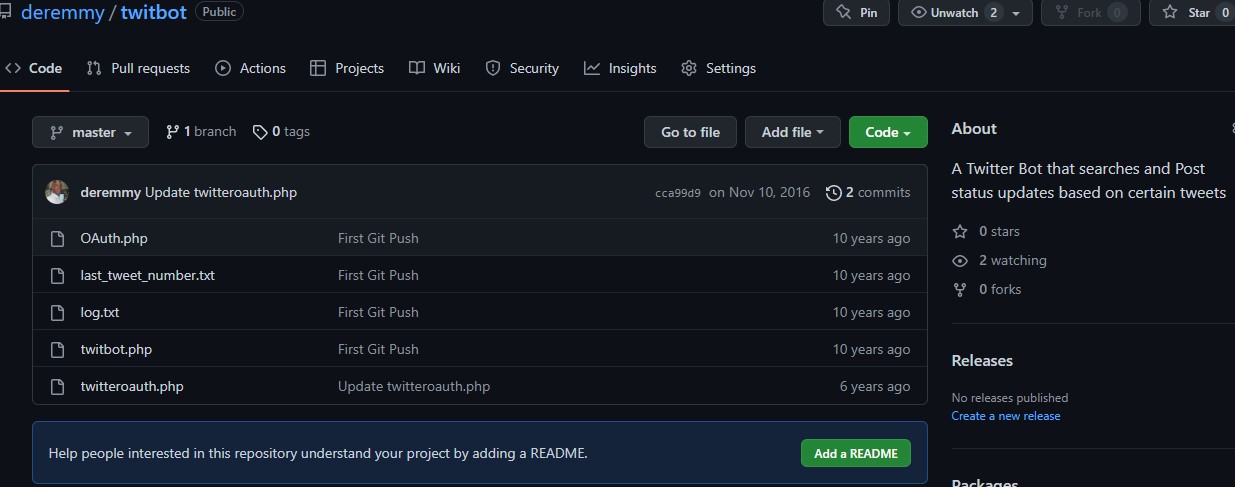 deremmy / twitbot Public Pin Unwatch 2 Fork 0 Star 0
Code Pull requests Actions Projects Wiki Security Insights Settings
master 1 branch 0 tags Go to file Add file Code
deremmy Update twitteroauth.php cca99d9 on Nov 10, 2016 2 commits
OAuth.php First Git Push 10 years ago
last_tweet_number.txt First Git Push 10 years ago
log.txt First Git Push 10 years ago
twitbot.php First Git Push 10 years ago
twitteroauth.php Update twitteroauth.php 6 years ago
Help people interested in this repository understand your project by adding a README. Add a README
About
A Twitter Bot that searches and Post
status updates based on certain tweets
0 stars
2 watching
0 forks
Releases
No releases published
Create a new release
Packages